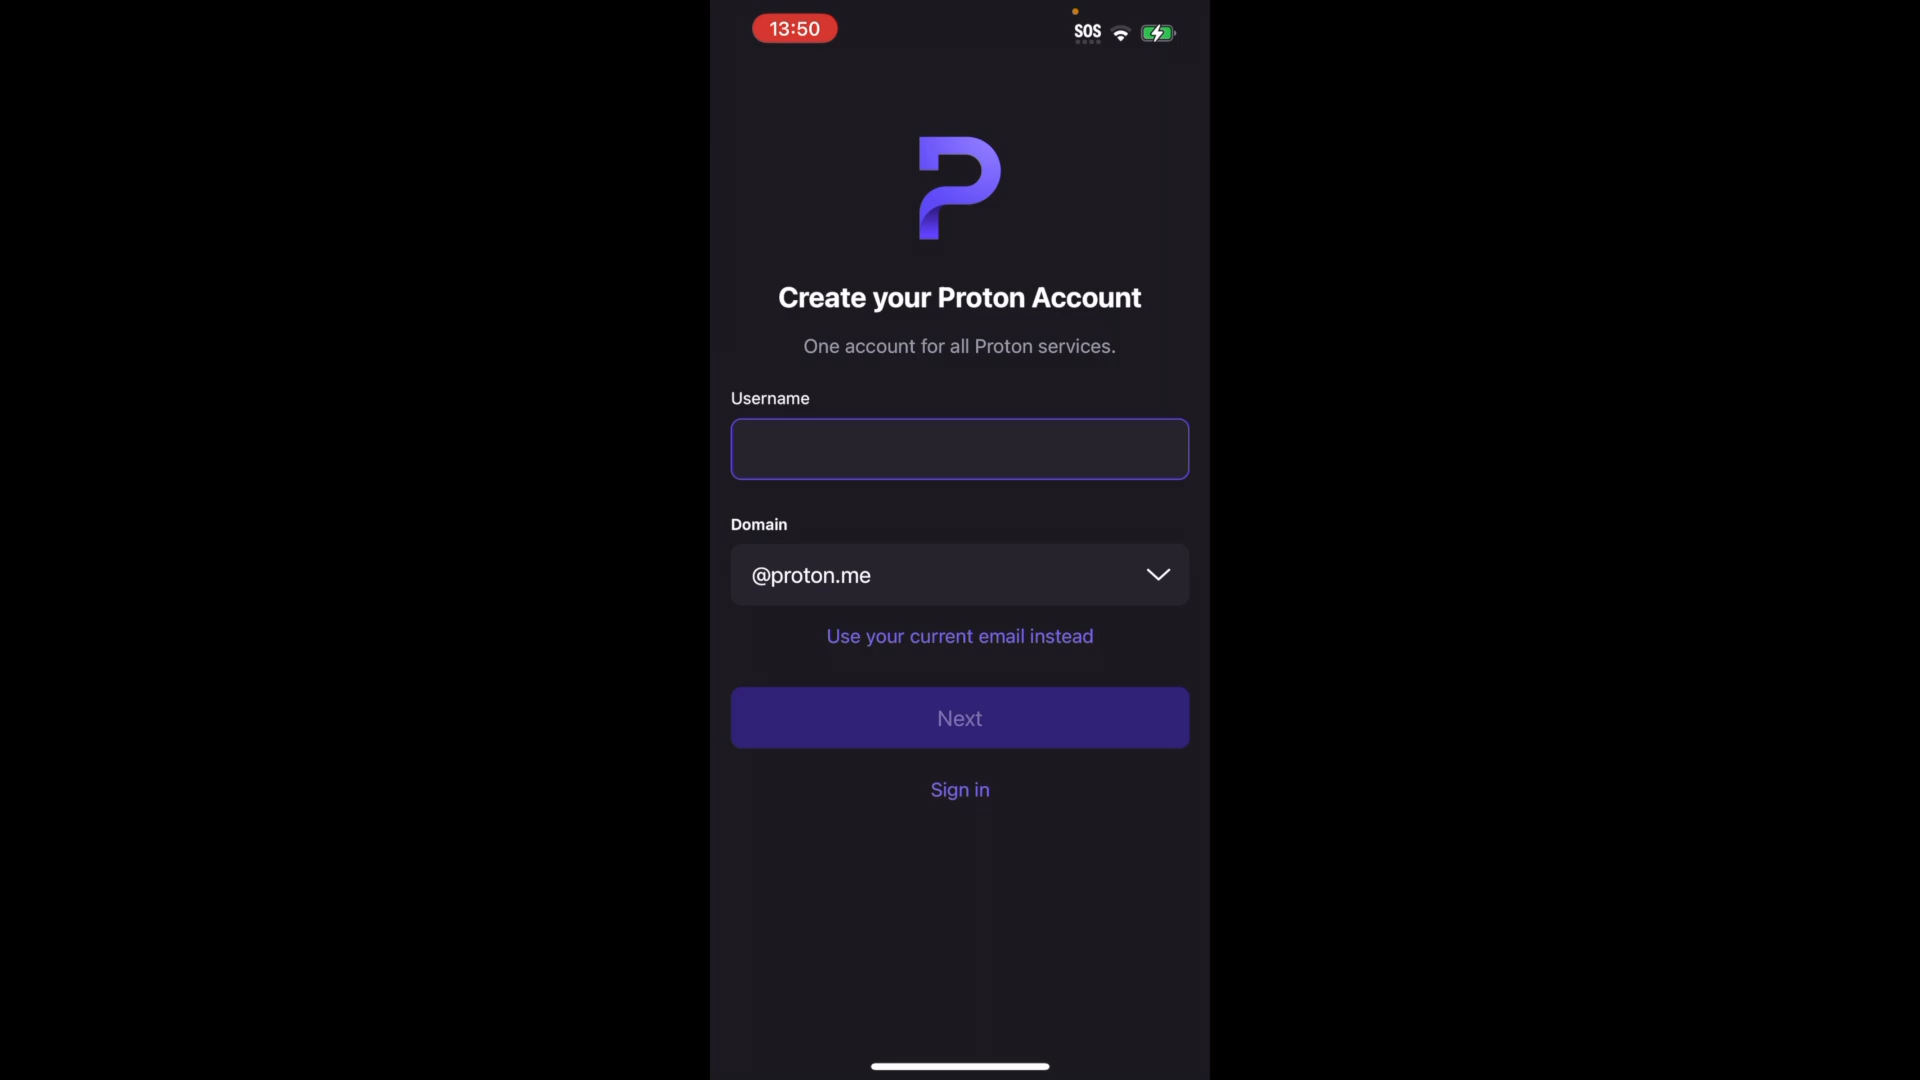 13:50
SOS
Create your Proton Account
One account for all Proton services.
Username
Domain
@proton.me
Use your current email instead
Next
Sign in